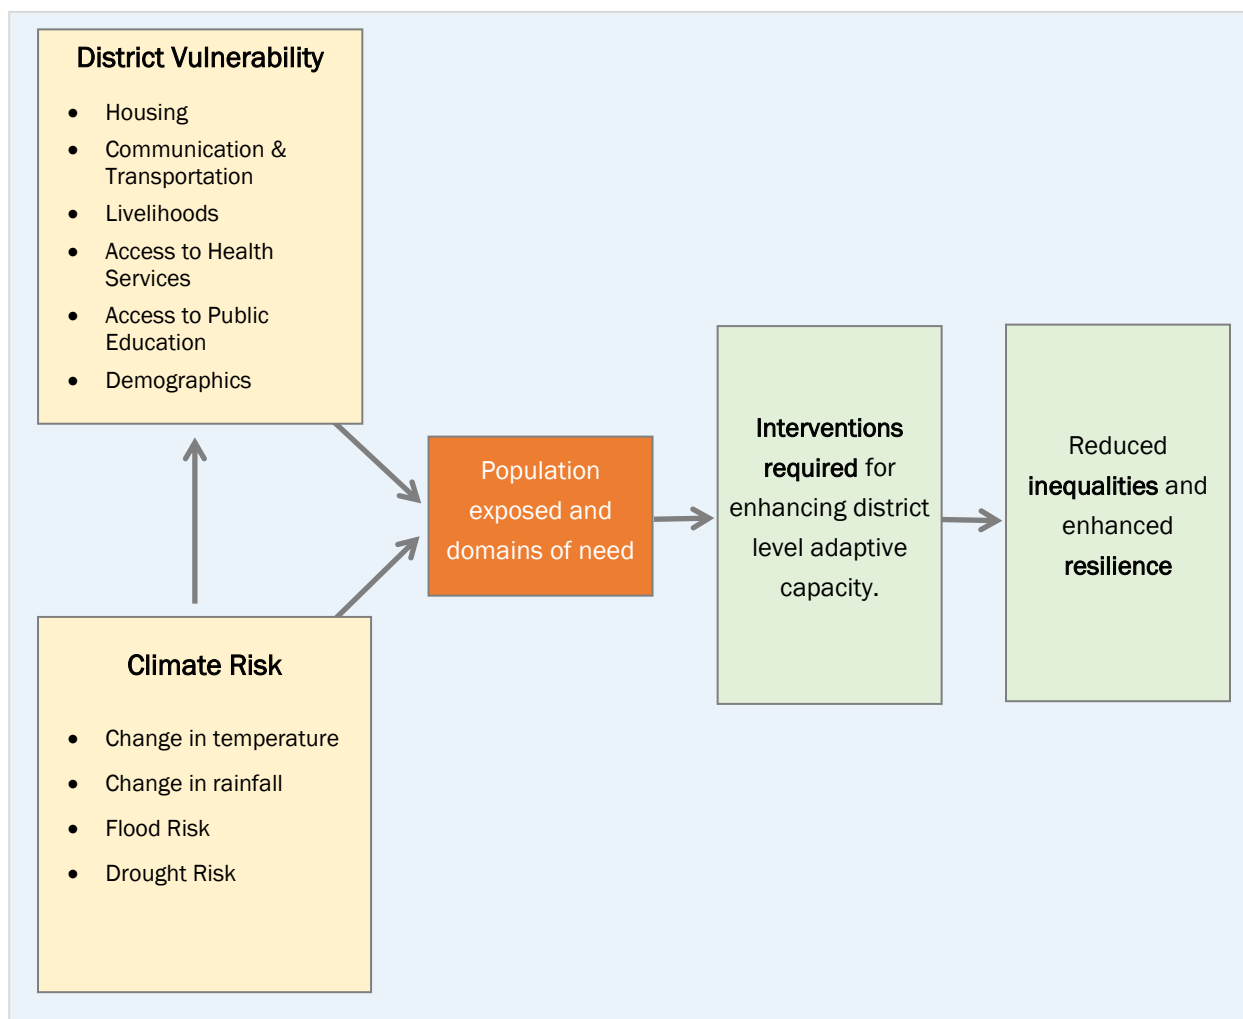 District Vulnerability
• Housing
• Communication &
Transportation
• Livelihoods
• Access to Health
Services
• Access to Public
Education
• Demographics
Climate Risk
• Change in temperature
• Change in rainfall
• Flood Risk
• Drought Risk
Population
exposed and
domains of need
Interventions
required for
enhancing district
level adaptive
capacity.
Reduced
inequalities and
enhanced
resilience